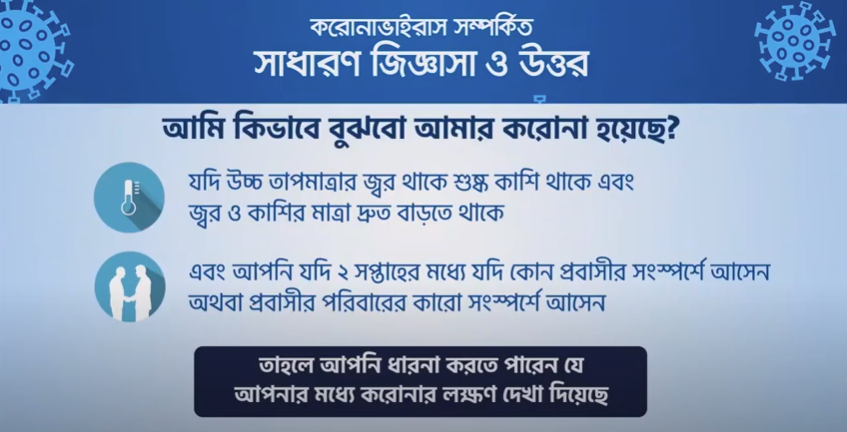 করোনাভাইরাস সম্পর্কিত
সাধারণ জিজ্ঞাসা ও উত্তর
আমি কিভাবে বুঝবো আমার করোনা হয়েছে?
যদি উচ্চ তাপমাত্রার জ্বর থাকে শুষ্ক কাশি থাকে এবং
জ্বর ও কাশির মাত্রা দ্রুত বাড়তে থাকে
এবং আপনি যদি ২ সপ্তাহের মধ্যে যদি কোন প্রবাসীর সংস্পর্শে আসেন
অথবা প্রবাসীর পরিবারের কারো সংস্পর্শে আসেন
তাহলে আপনি ধারনা করতে পারেন যে
আপনার মধ্যে করোনার লক্ষণ দেখা দিয়েছে